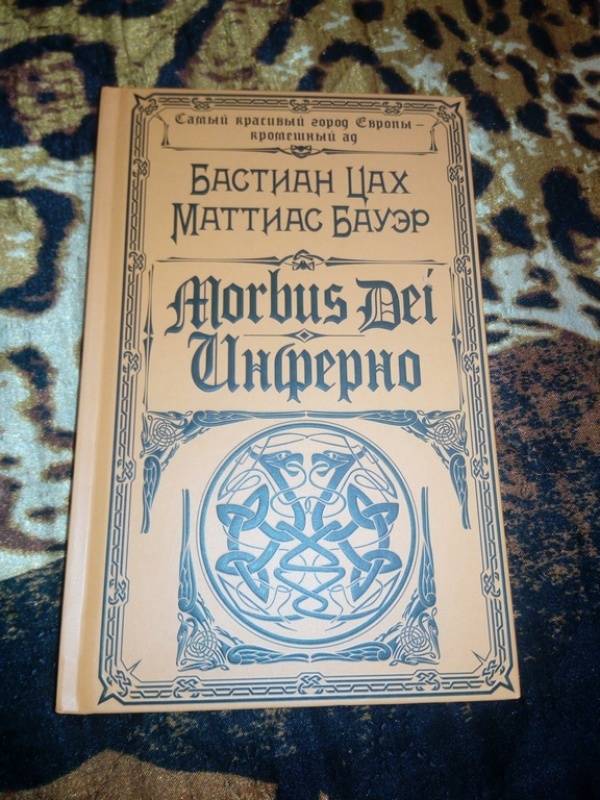 Самый красивый город Европы –
кромешный ад
Бастиан Цах
Маттиас Бауэр
Morbus Dei
Инферно